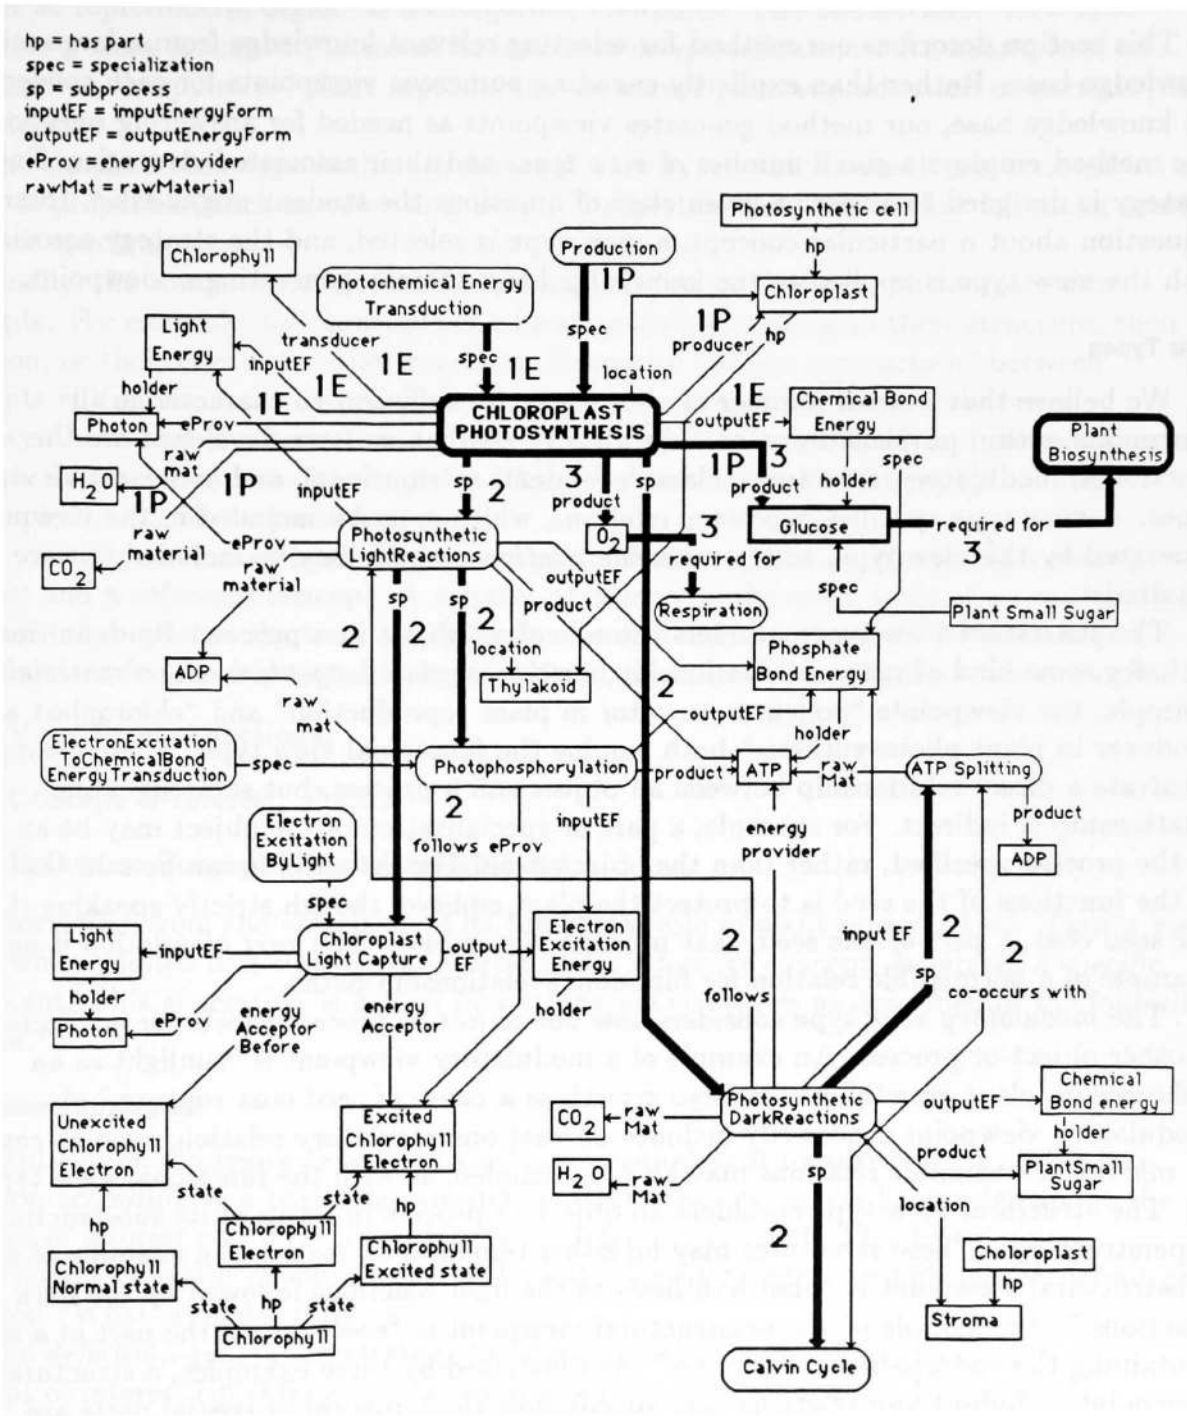 hp = has part
spec = specialization
sp = subprocess
inputEF = imputEnergyForm
outputEF = outputEnergyForm
eProv = energyProvider
rawMat = rawMaterial
Photosynthetic cell
hp
Chlorophyll
Production
1P
Photochemical Energy
Transduction
Chloroplast
Light
Energy
transducer
inputEF
1E
spec
1E
spec
location
1P
producer
hp
holder
1E
1E
CHLOROPLAST
PHOTOSYNTHESIS
1E
outputEF
Chemical Bond
Energy
Plant
Biosynthesis
Photon
eProv
raw
mat
H2O
1P
1P
inputEF
sp
2
3
product
sp
1P
3
product
holder
spec
raw
material
eProv
Photosynthetic
LightReactions
O2
3
required for
Glucose
required for
3
CO2
raw
material
outputEF
product
Respiration
spec
Plant Small Sugar
sp
2
sp
2
location
ADP
Thylakoid
Phosphate
Bond Energy
2
raw
mat
outputEF
holder
ElectronExcitation
ToChemicalBond
EnergyTransduction
spec
Photophosphorylation
product
ATP
raw
Mat
ATP Splitting
2
Electron
Excitation
ByLight
follows
eProv
inputEF
energy
provider
product
ADP
spec
Light
Energy
inputEF
Chloroplast
Light Capture
output
EF
Electron
Excitation
Energy
2
follows
input EF
2
sp
2
co-occurs with
holder
Photon
eProv
energy
Acceptor
Before
energy
Acceptor
holder
Unexcited
Chlorophyll
Electron
Excited
Chlorophyll
Electron
CO2
raw
Mat
Photosynthetic
DarkReactions
outputEF
Chemical
Bond energy
holder
H2O
raw
Mat
sp
product
PlantSmall
Sugar
location
state
state
hp
hp
Chlorophyll
Electron
Chlorophyll
Excited state
2
Chloroplast
hp
Chlorophyll
Normal state
state
hp
state
Chlorophyll
Stroma
Calvin Cycle